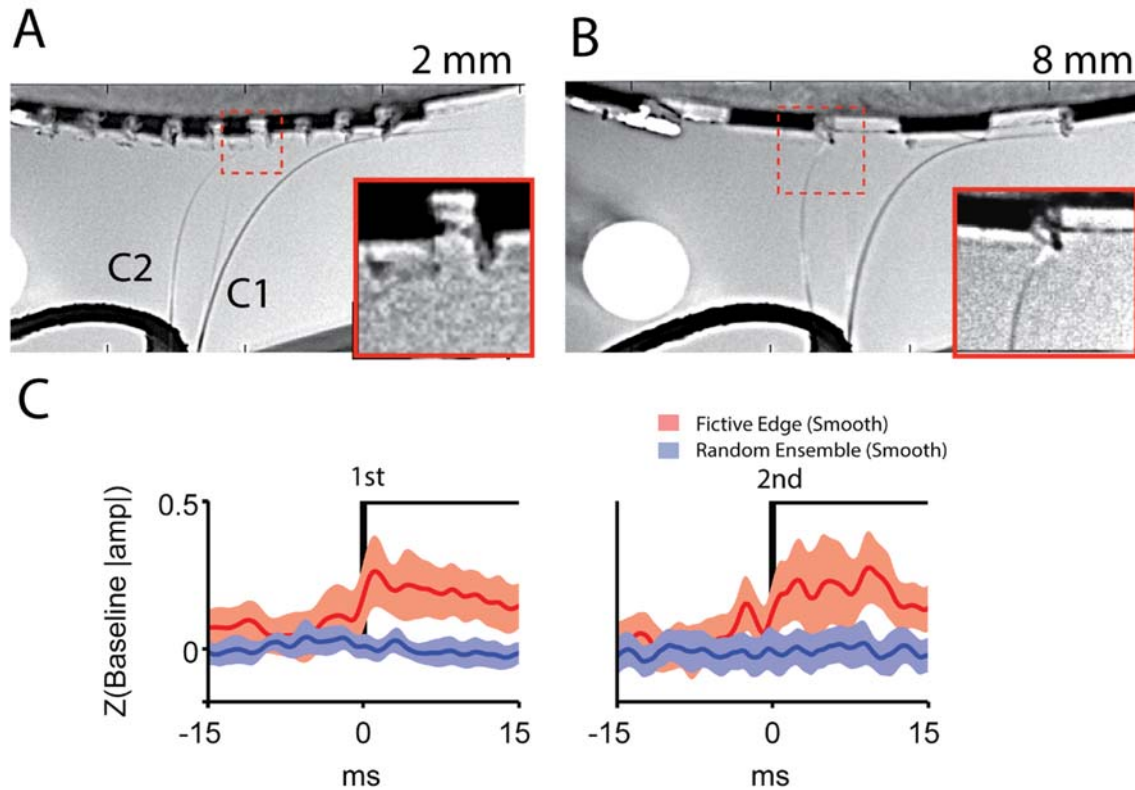 A
2 mm
B
8 mm
C2
C1
C
Fictive Edge (Smooth)
Random Ensemble (Smooth)
1st
2nd
Z(Baseline |amp|)
0.5
0
-15
0
15
ms
-15
0
15
ms